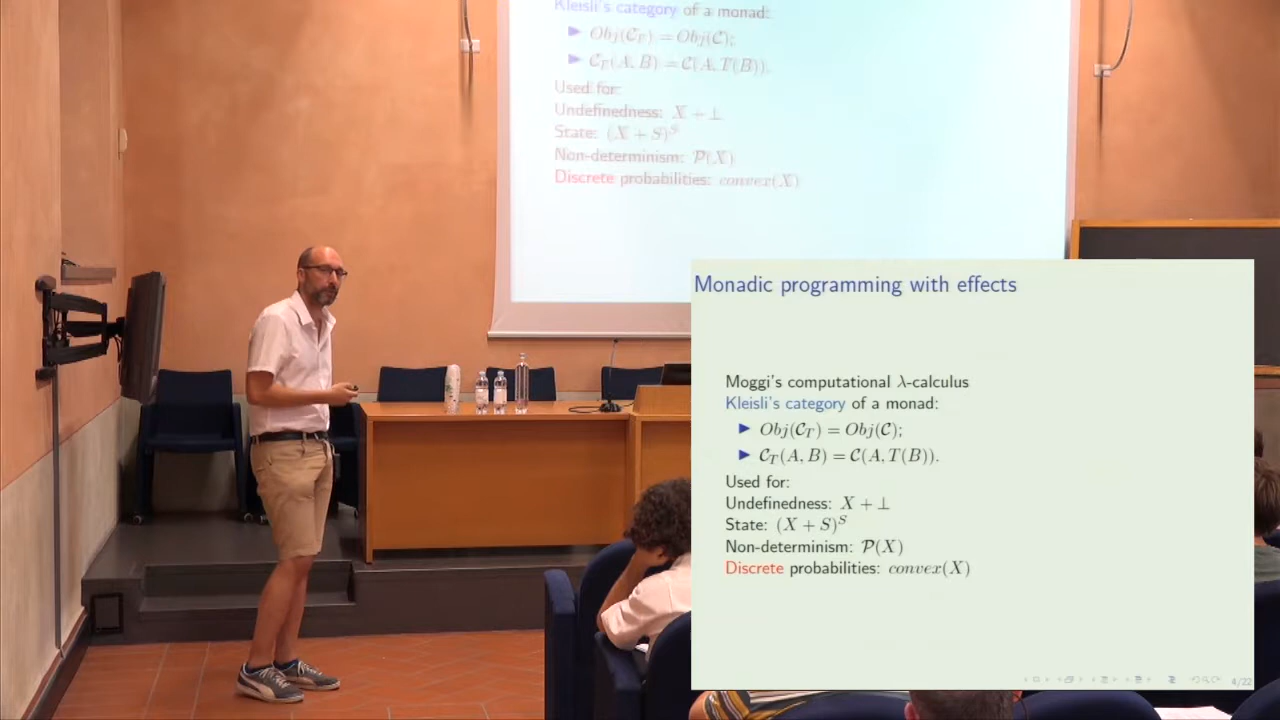 Kleisli's category of a monad:
▶ Obj(C_T) = Obj(C);
▶ C_T(A, B) = C(A, T(B)).
Used for:
Undefinedness: X + ⊥
State: (X + S)^S
Non-determinism: P(X)
Discrete probabilities: convex(X)
Monadic programming with effects
Moggi's computational λ-calculus
Kleisli's category of a monad:
▶ Obj(C_T) = Obj(C);
▶ C_T(A, B) = C(A, T(B)).
Used for:
Undefinedness: X + ⊥
State: (X + S)^S
Non-determinism: P(X)
Discrete probabilities: convex(X)
4/22